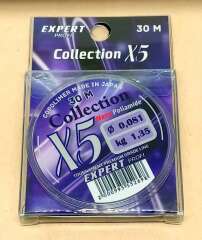 EXPERT
PROFI
30 M
Collection X5
COPOLIMER MADE IN JAPAN
30 M
Collection
X5
Polyamide
Ø 0,081
kg 1,35
EXPERT
PROFI